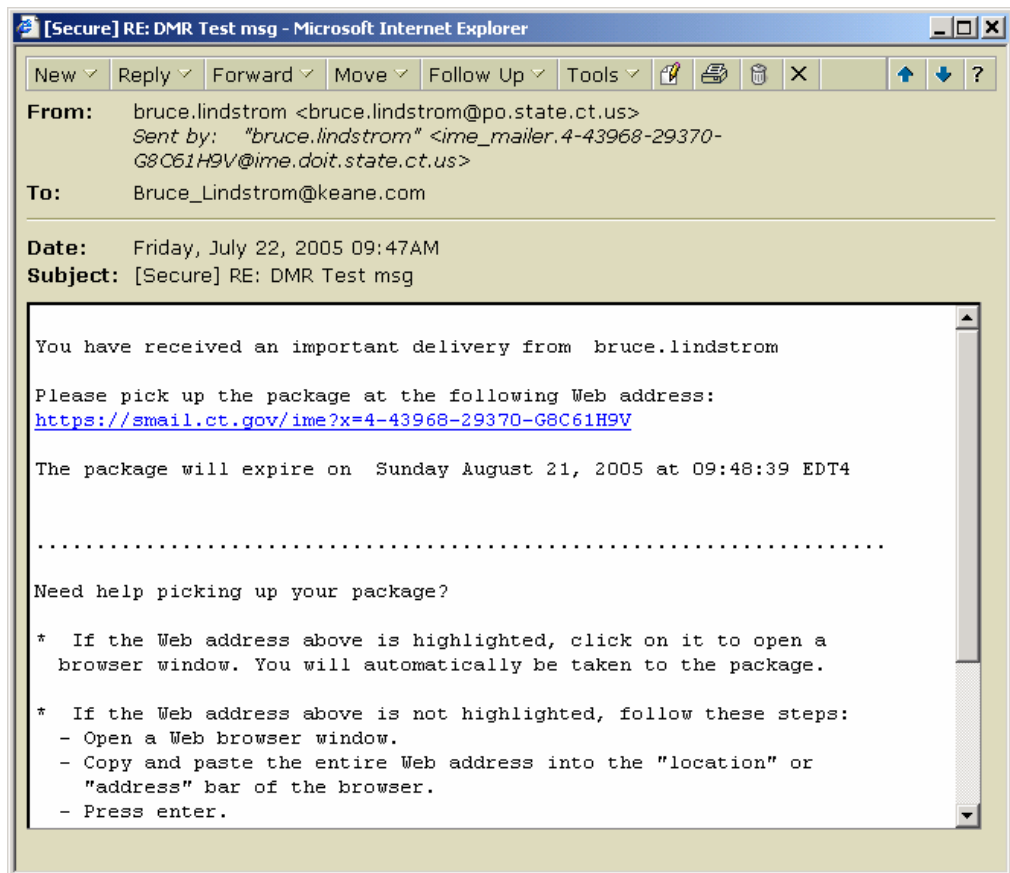 [Secure] RE: DMR Test msg - Microsoft Internet Explorer
New Reply Forward Move Follow Up Tools ?
From: bruce.lindstrom <bruce.lindstrom@po.state.ct.us>
Sent by: "bruce.lindstrom" <ime_mailer.4-43968-29370-
G8C61H9V@ime.doit.state.ct.us>
To: Bruce_Lindstrom@keane.com
Date: Friday, July 22, 2005 09:47AM
Subject: [Secure] RE: DMR Test msg
You have received an important delivery from bruce.lindstrom
Please pick up the package at the following Web address:
https://smail.ct.gov/ime?x=4-43968-29370-G8C61H9V
The package will expire on Sunday August 21, 2005 at 09:48:39 EDT4
......................................................................
Need help picking up your package?
* If the Web address above is highlighted, click on it to open a
browser window. You will automatically be taken to the package.
* If the Web address above is not highlighted, follow these steps:
- Open a Web browser window.
- Copy and paste the entire Web address into the "location" or
"address" bar of the browser.
- Press enter.